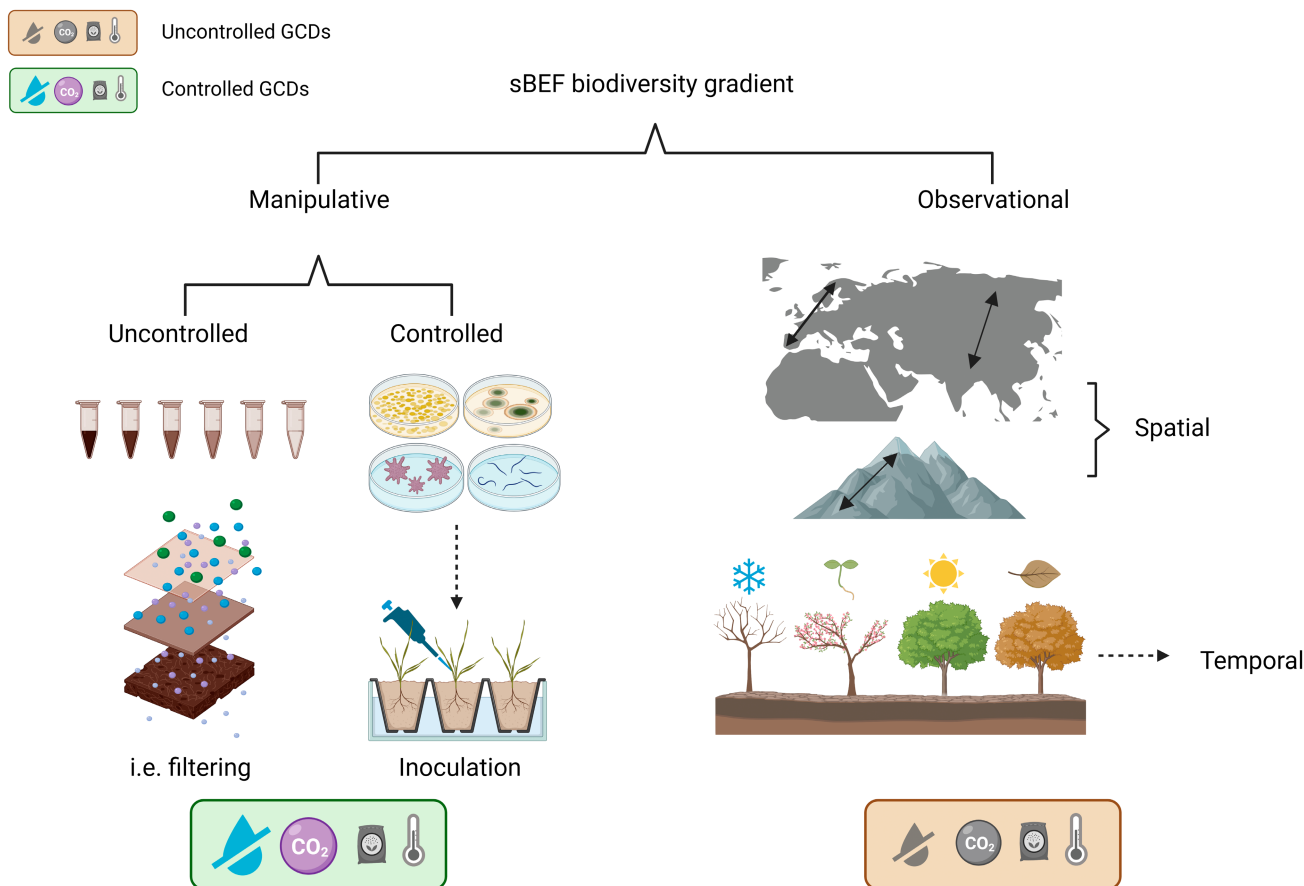 CO₂
Uncontrolled GCDs
CO₂
Controlled GCDs
sBEF biodiversity gradient
Manipulative
Observational
Uncontrolled
Controlled
Spatial
Temporal
i.e. filtering
Inoculation
CO₂
CO₂